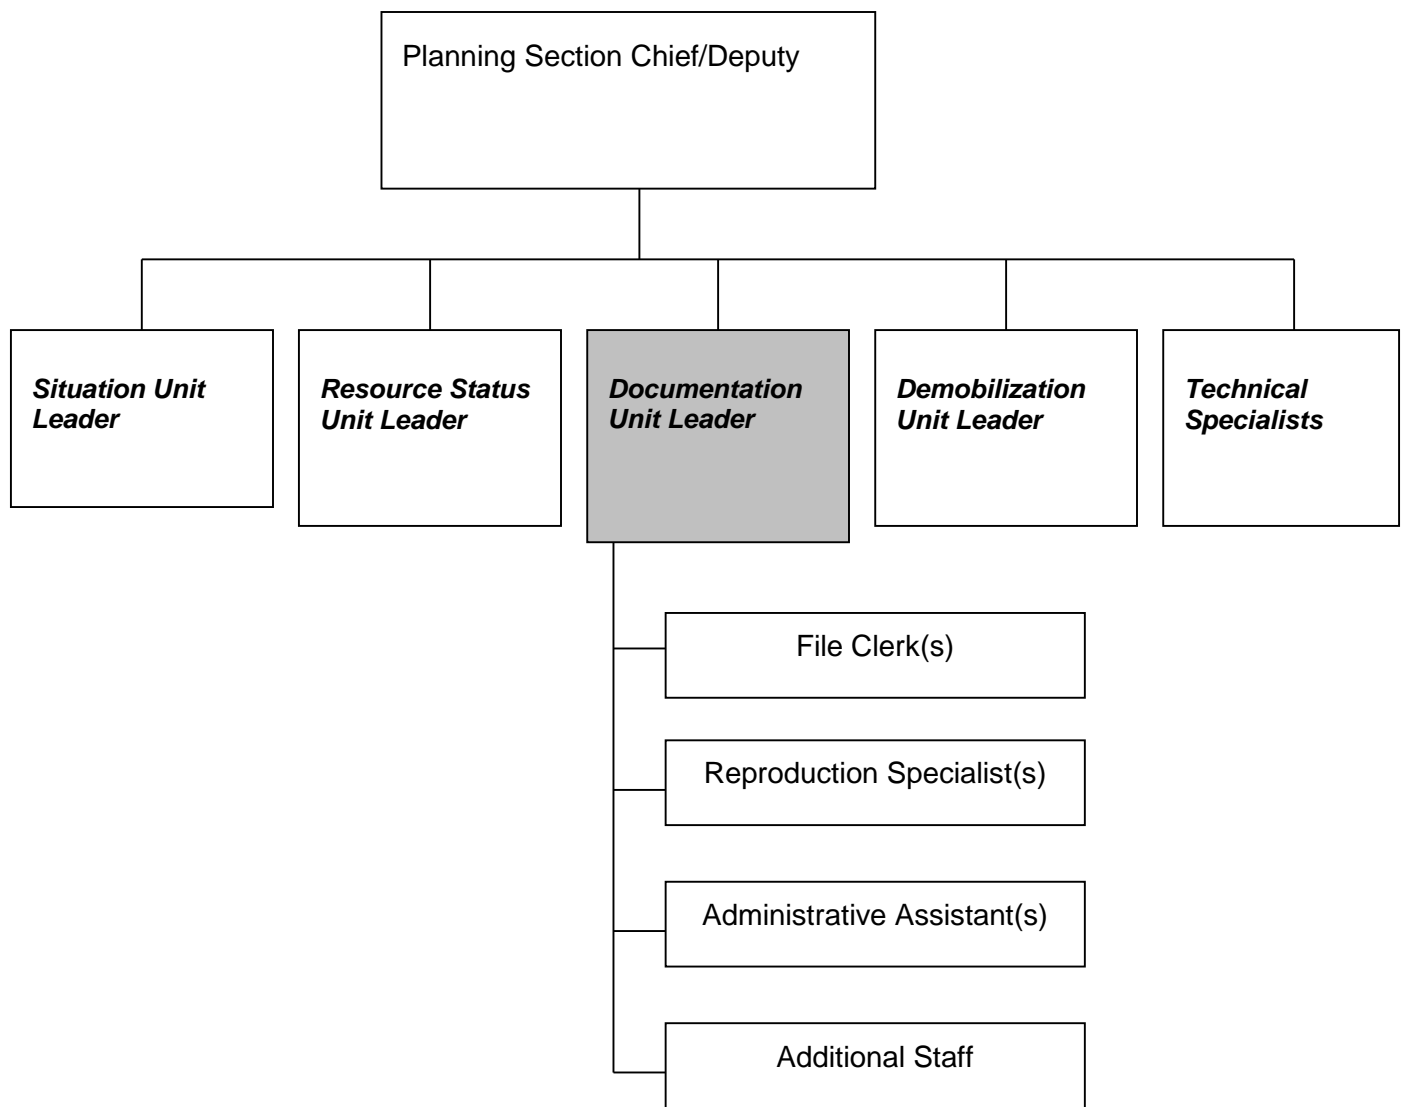 Planning Section Chief/Deputy
Situation Unit
Leader
Resource Status
Unit Leader
Documentation
Unit Leader
Demobilization
Unit Leader
Technical
Specialists
File Clerk(s)
Reproduction Specialist(s)
Administrative Assistant(s)
Additional Staff